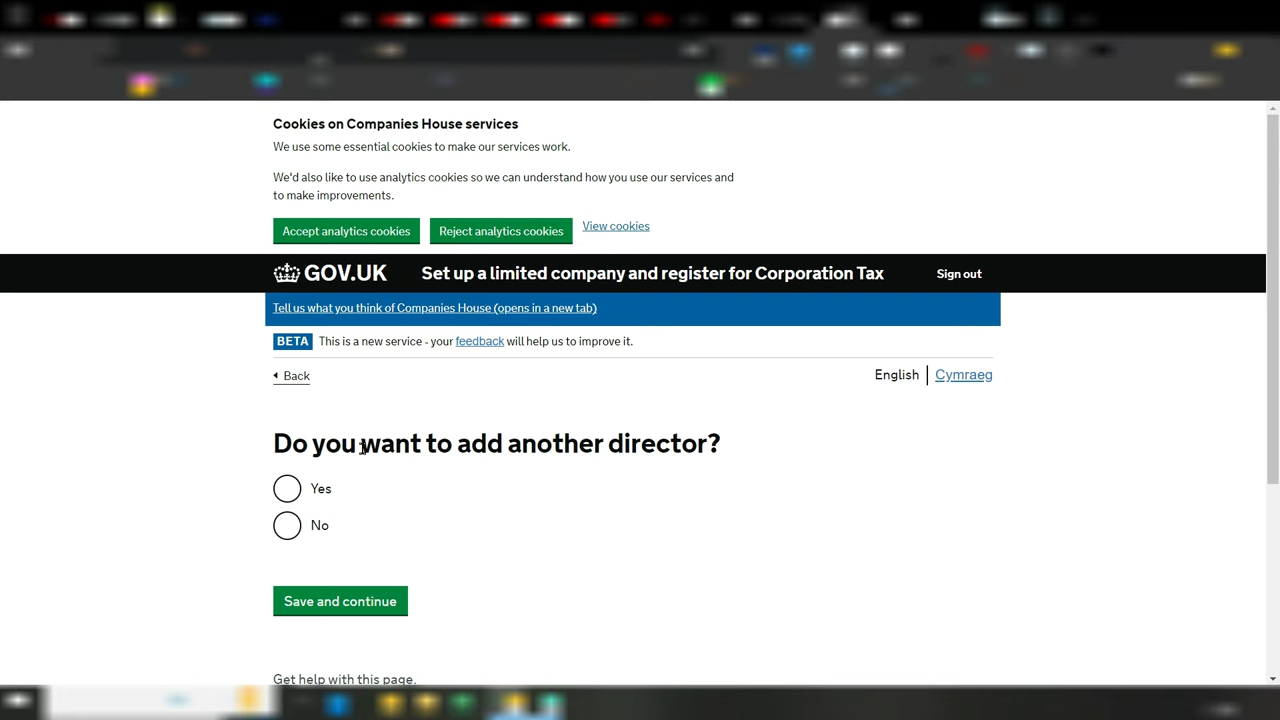 Cookies on Companies House services
We use some essential cookies to make our services work.
We'd also like to use analytics cookies so we can understand how you use our services and
to make improvements.
Accept analytics cookies Reject analytics cookies View cookies
GOV.UK Set up a limited company and register for Corporation Tax Sign out
Tell us what you think of Companies House (opens in a new tab)
BETA This is a new service - your feedback will help us to improve it.
Back English Cymraeg
Do you want to add another director?
Yes
No
Save and continue
Get help with this page.